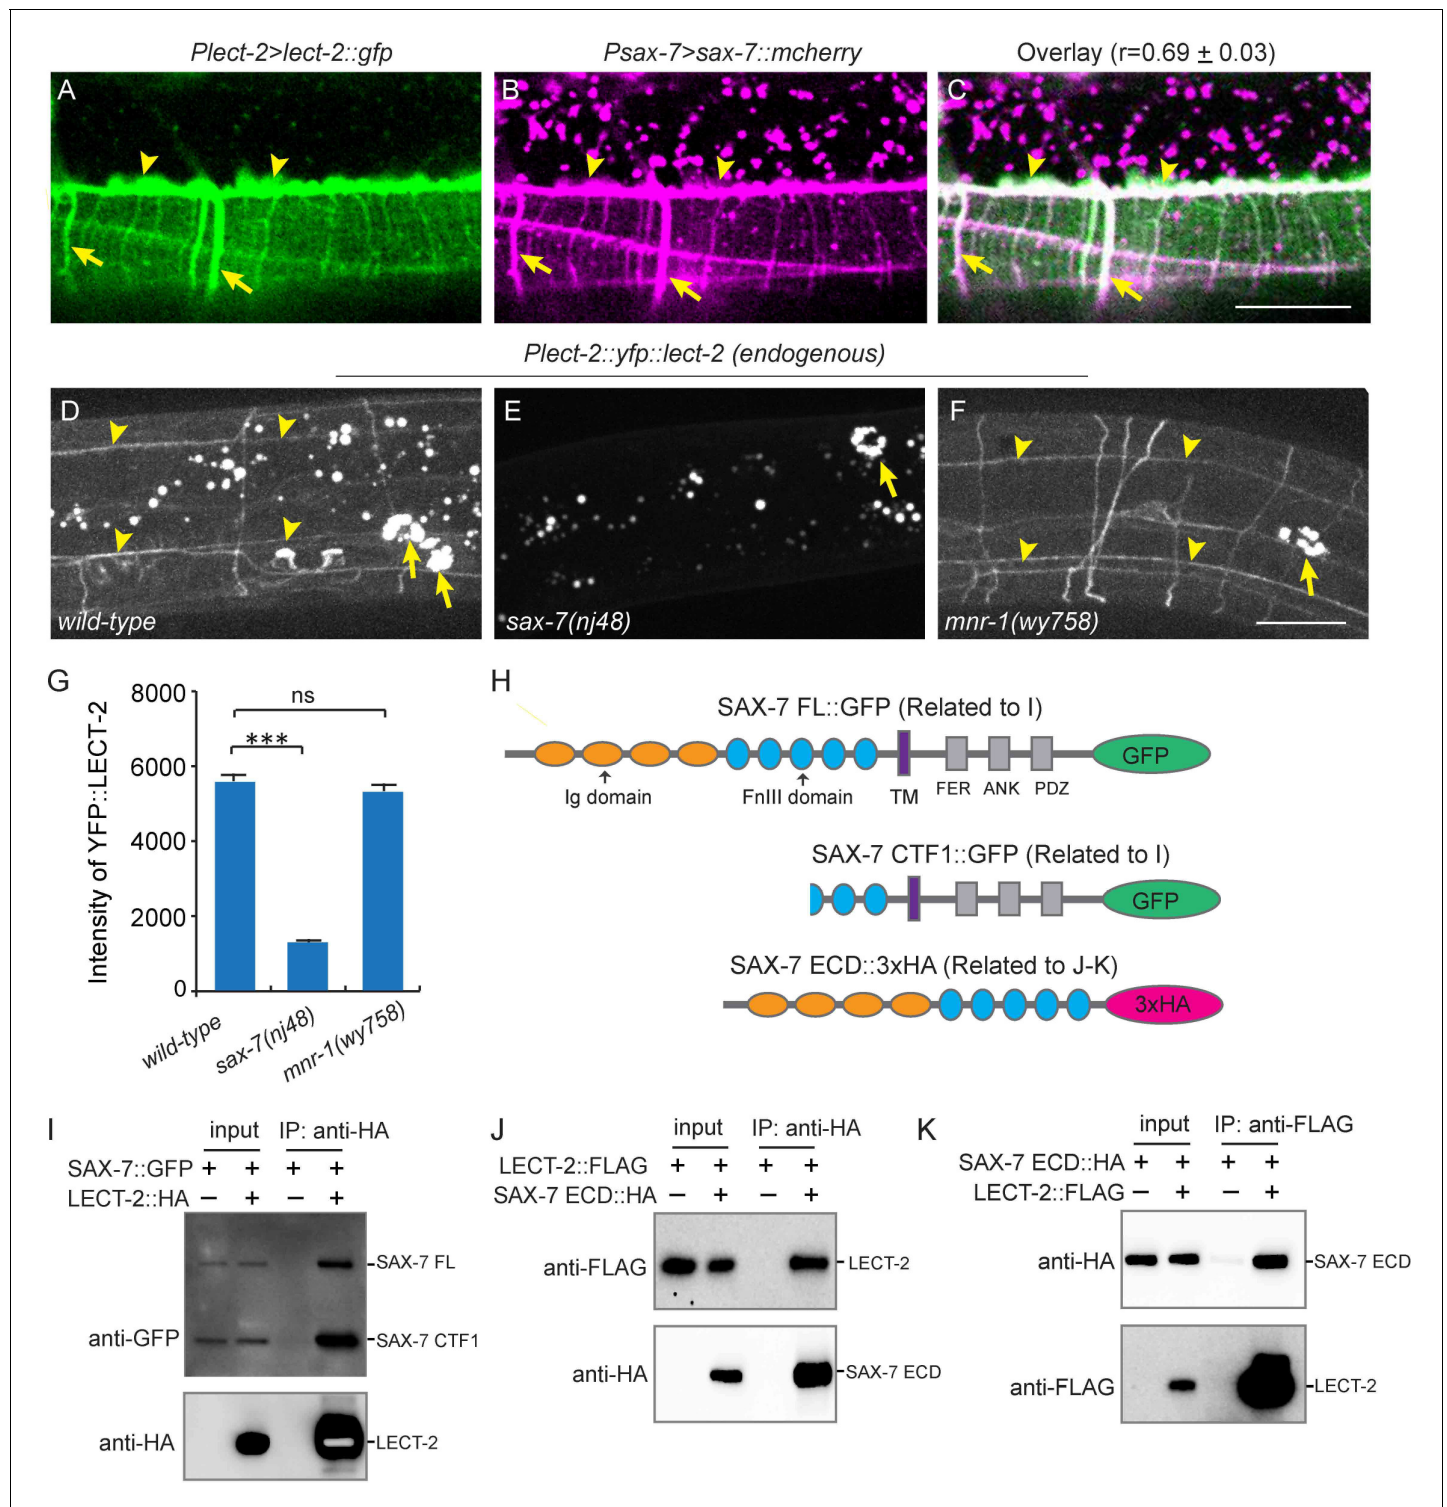 Plect-2>lect-2::gfp
Psax-7>sax-7::mcherry
Overlay (r=0.69 ± 0.03)
A
B
C
Plect-2::yfp::lect-2 (endogenous)
D
E
F
wild-type
sax-7(nj48)
mnr-1(wy758)
G
Intensity of YFP::LECT-2
8000
6000
4000
2000
0
ns
***
wild-type
sax-7(nj48)
mnr-1(wy758)
H
SAX-7 FL::GFP (Related to I)
GFP
Ig domain
FnIII domain
TM
FER
ANK
PDZ
SAX-7 CTF1::GFP (Related to I)
GFP
SAX-7 ECD::3xHA (Related to J-K)
3xHA
I
input
IP: anti-HA
SAX-7::GFP + + + +
LECT-2::HA − + − +
SAX-7 FL
anti-GFP
SAX-7 CTF1
anti-HA
LECT-2
J
input
IP: anti-HA
LECT-2::FLAG + + + +
SAX-7 ECD::HA − + − +
anti-FLAG
LECT-2
anti-HA
SAX-7 ECD
K
input
IP: anti-FLAG
SAX-7 ECD::HA + + + +
LECT-2::FLAG − + − +
anti-HA
SAX-7 ECD
anti-FLAG
LECT-2